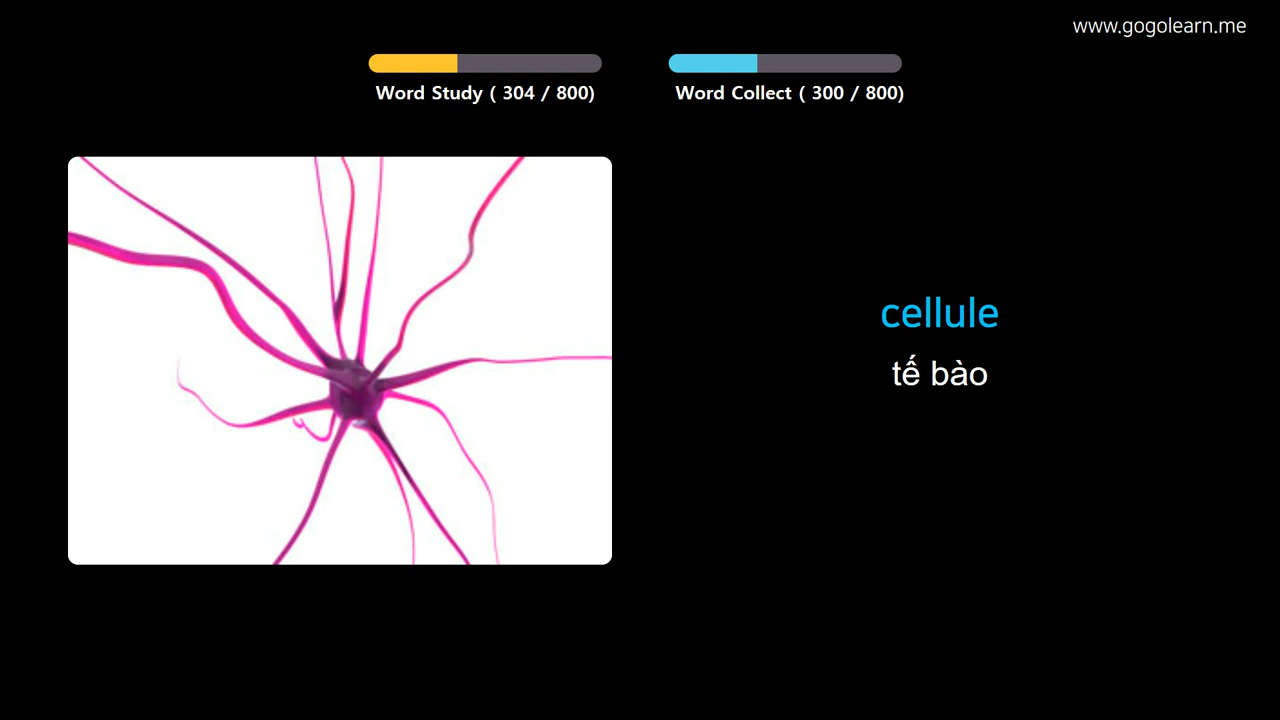 www.gogolearn.me
Word Study ( 304 / 800)
Word Collect ( 300 / 800)
cellule
tế bào